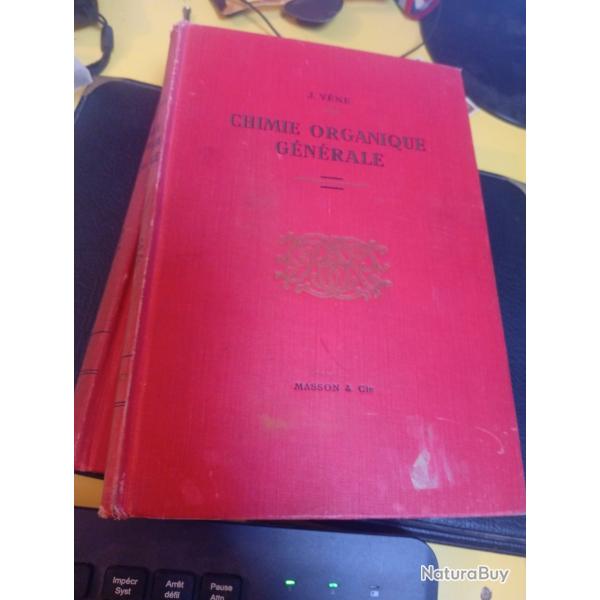 J. VÈNE
CHIMIE ORGANIQUE
GÉNÉRALE
MASSON & Cie
Impécr
Syst
Arrêt
défil
Pause
Attn
NaturaBuy